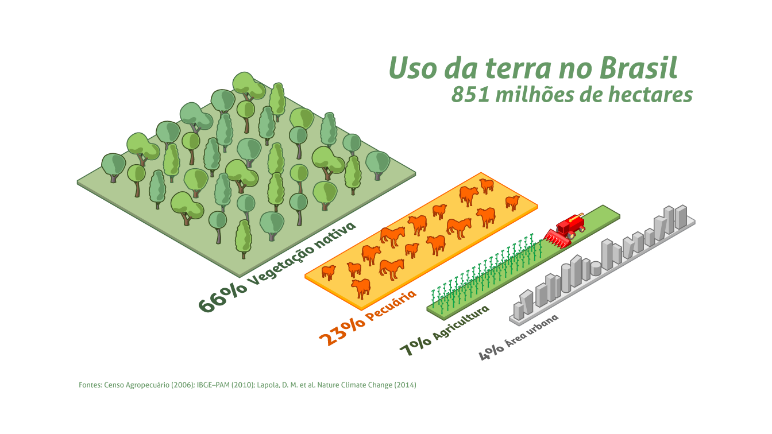 Uso da terra no Brasil
851 milhões de hectares
66% Vegetação nativa
23% Pecuária
7% Agricultura
4% Área urbana
Fontes: Censo Agropecuário (2006); IBGE–PAM (2010); Lapola, D. M. et al. Nature Climate Change (2014)